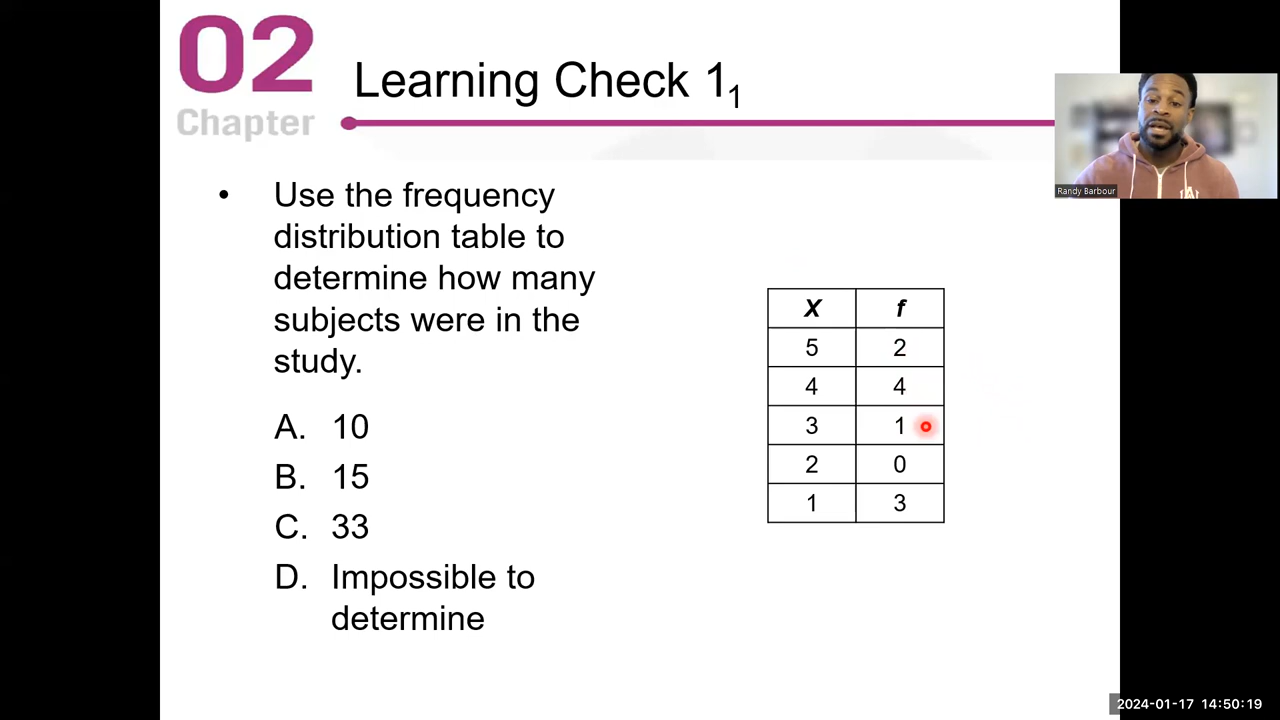 02
Chapter
Learning Check 1₁
Randy Barbour
• Use the frequency
distribution table to
determine how many
subjects were in the
study.
A. 10
B. 15
C. 33
D. Impossible to
determine
X f
5 2
4 4
3 1
2 0
1 3
2024-01-17 14:50:19